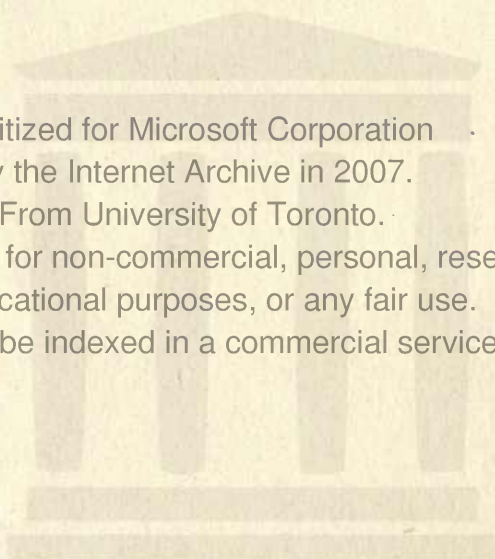 itized for Microsoft Corporation
the Internet Archive in 2007.
From University of Toronto.
for non-commercial, personal, rese
cational purposes, or any fair use.
be indexed in a commercial service